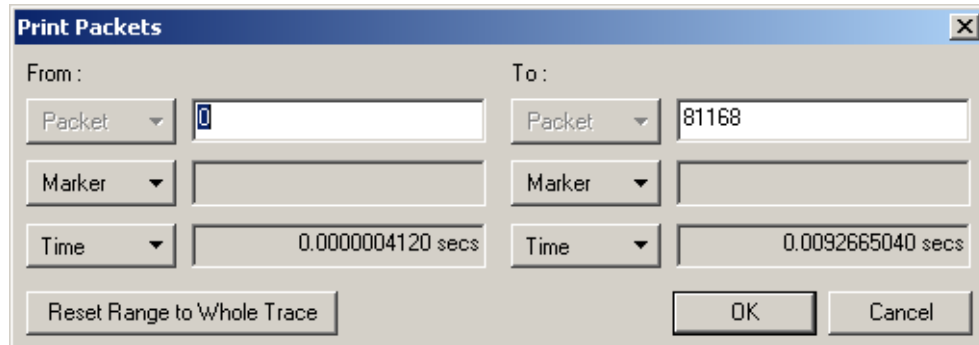 Print Packets
From : To :
Packet 0 Packet 81168
Marker Marker
Time 0.0000004120 secs Time 0.0092665040 secs
Reset Range to Whole Trace OK Cancel